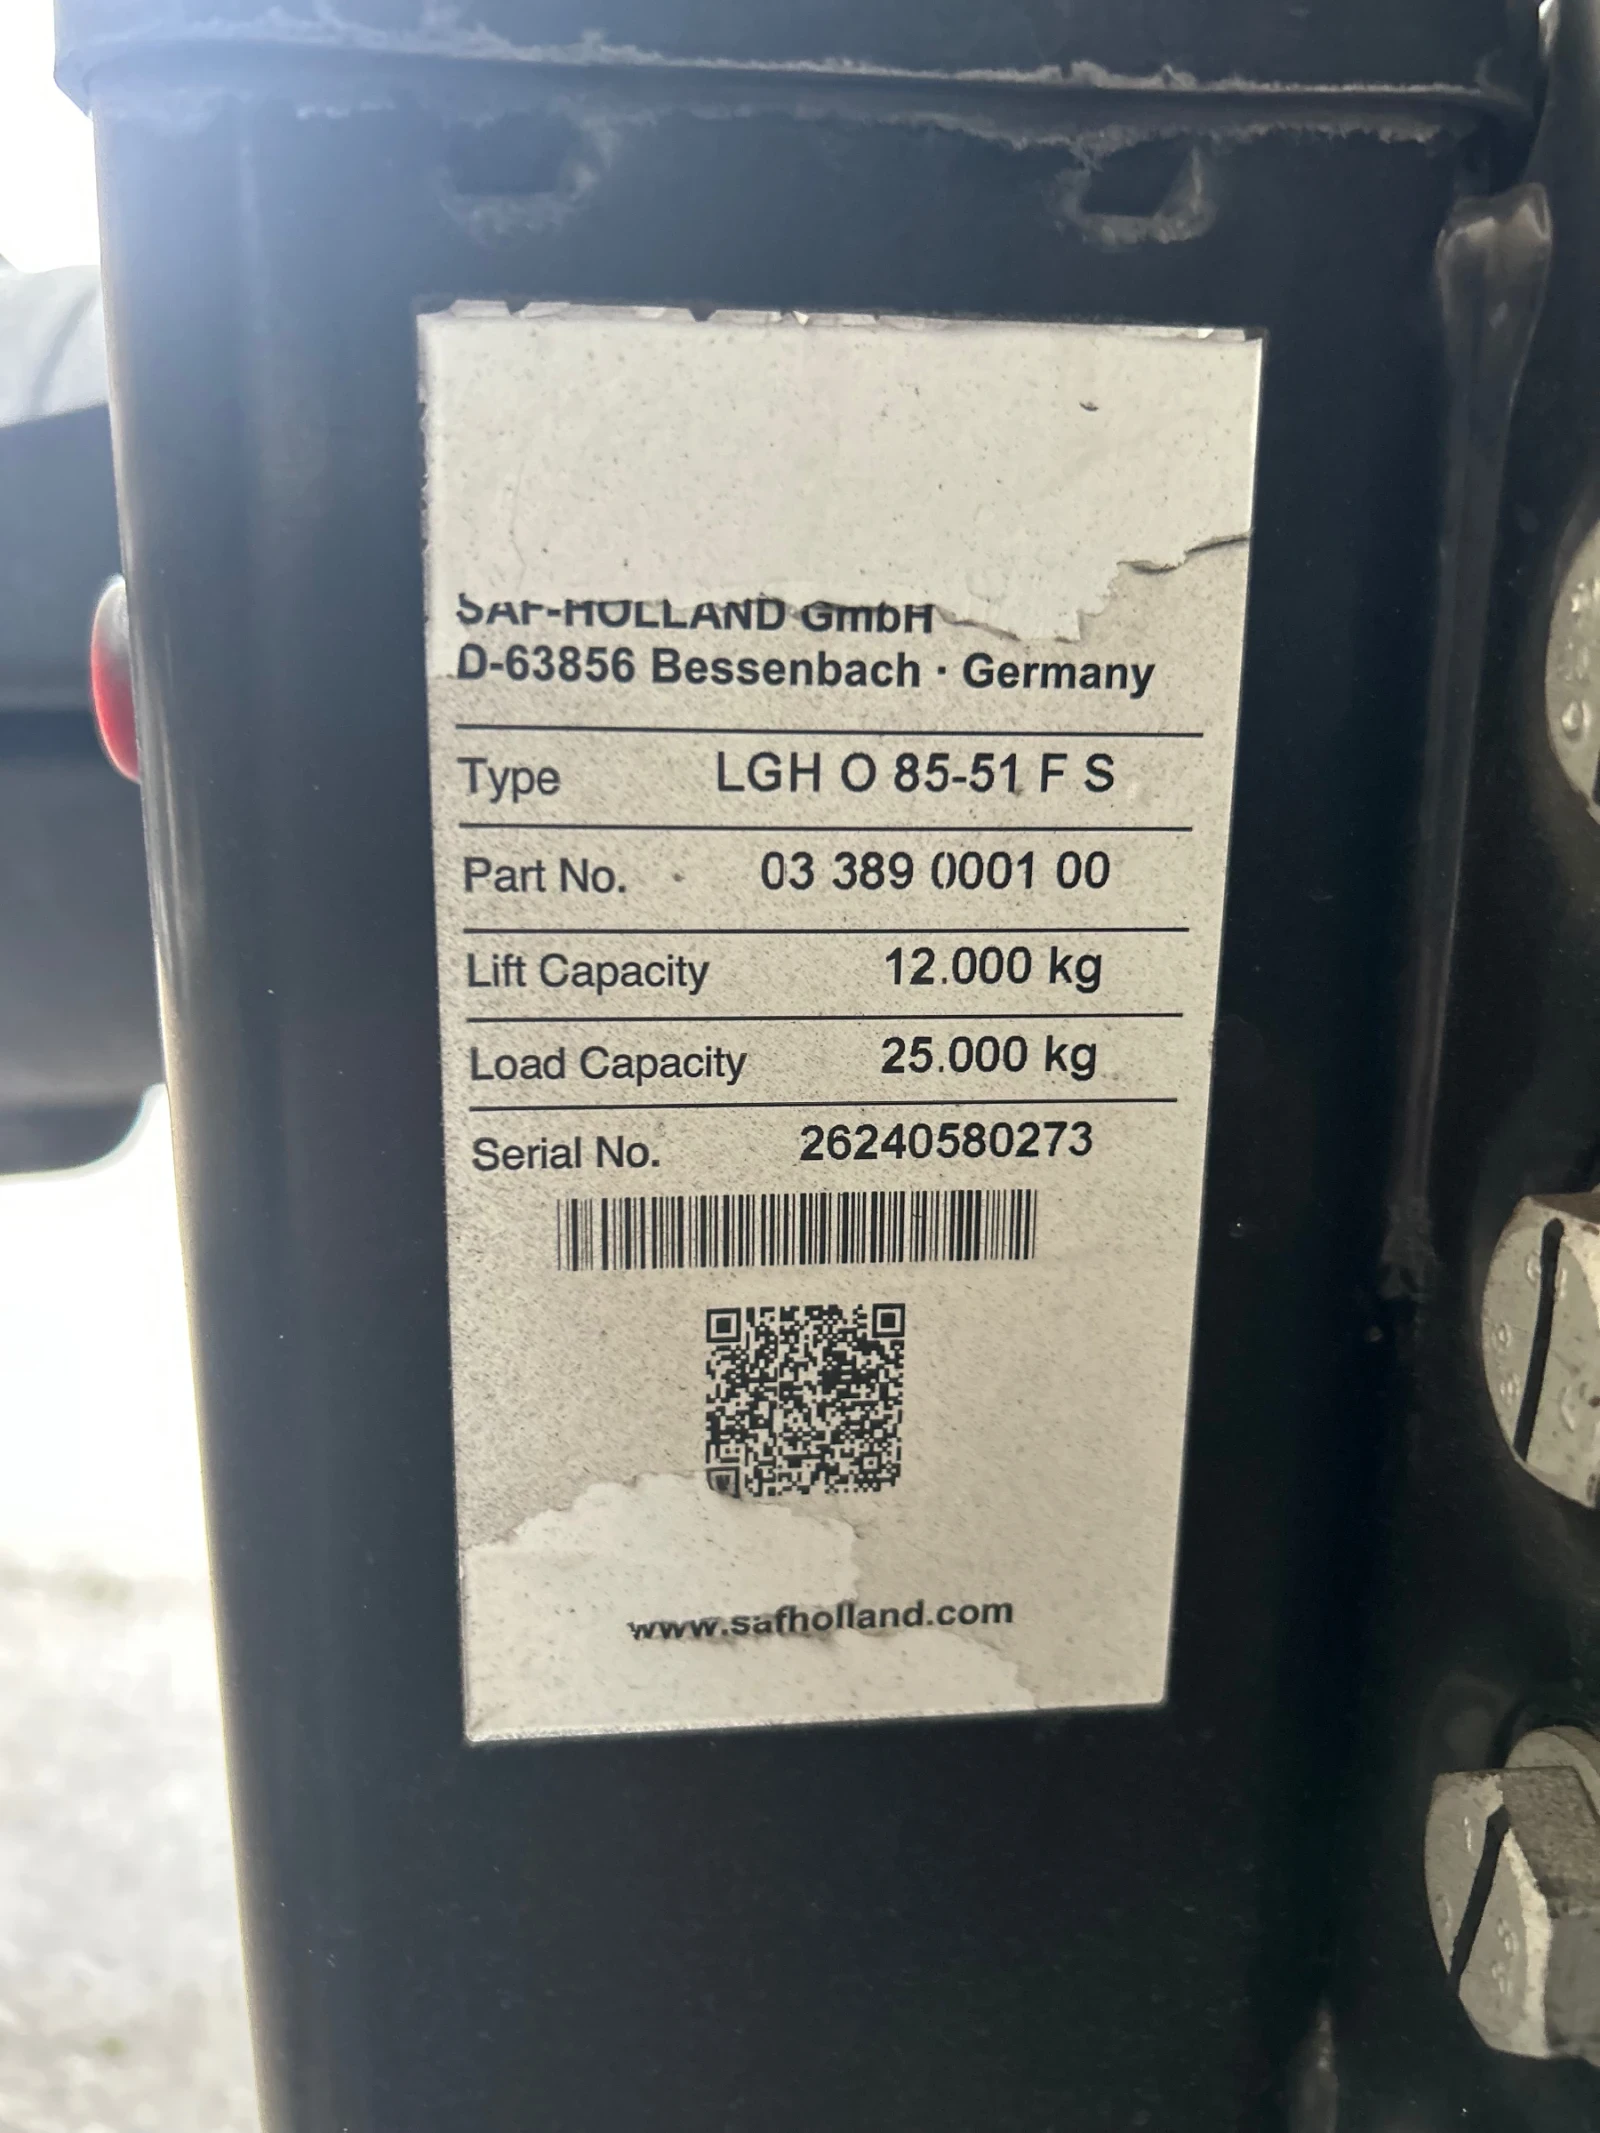 SAF-HOLLAND GmbH
D-63856 Bessenbach · Germany
Type LGH O 85-51 F S
Part No. 03 389 0001 00
Lift Capacity 12.000 kg
Load Capacity 25.000 kg
Serial No. 26240580273
www.safholland.com